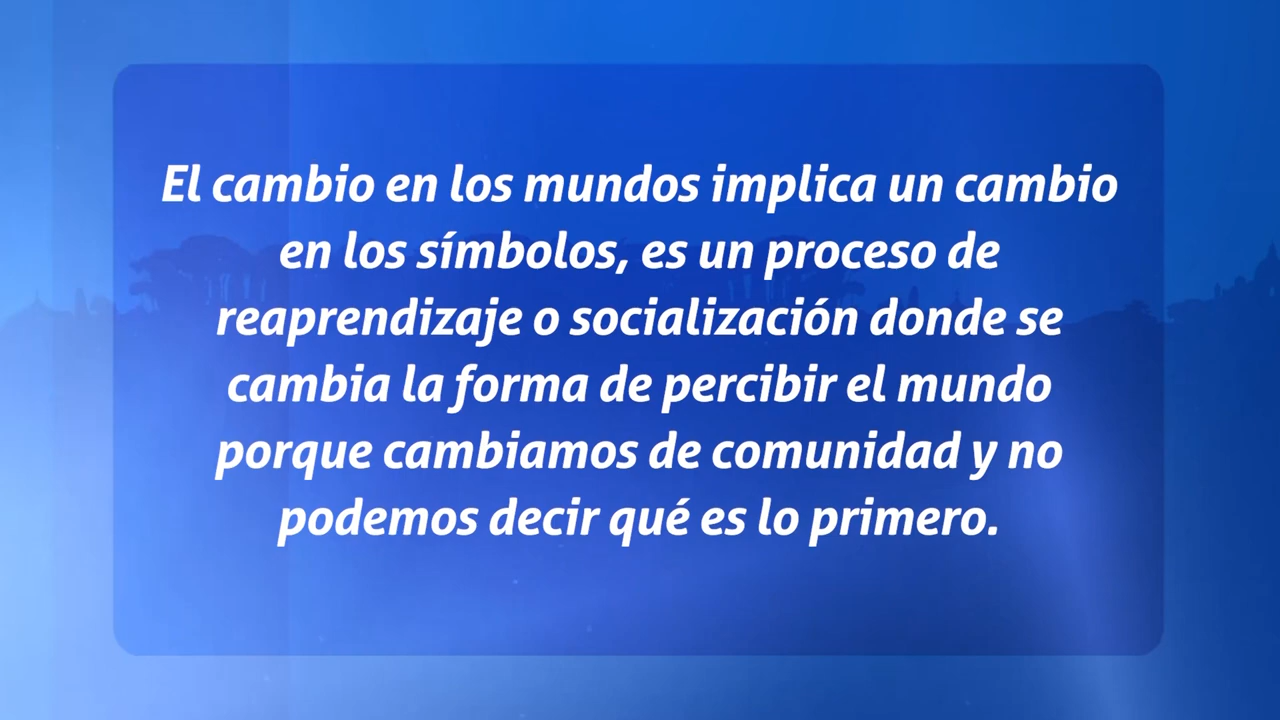 El cambio en los mundos implica un cambio
en los símbolos, es un proceso de
reaprendizaje o socialización donde se
cambia la forma de percibir el mundo
porque cambiamos de comunidad y no
podemos decir qué es lo primero.